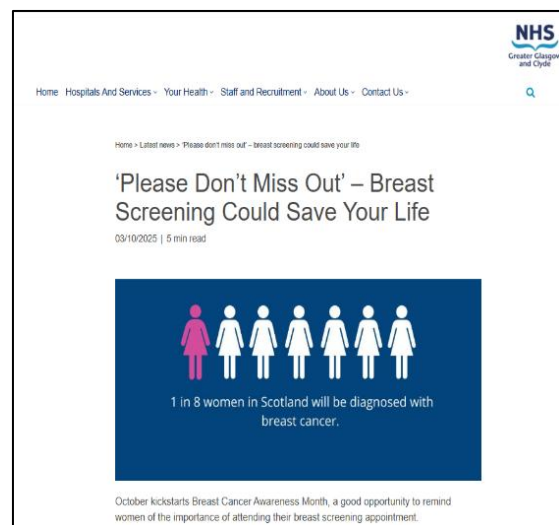 NHS
Greater Glasgow
and Clyde
Home Hospitals And Services Your Health Staff and Recruitment About Us Contact Us
Home > Latest news > 'Please don't miss out' – breast screening could save your life
'Please Don't Miss Out' – Breast
Screening Could Save Your Life
03/10/2025 | 5 min read
1 in 8 women in Scotland will be diagnosed with
breast cancer.
October kickstarts Breast Cancer Awareness Month, a good opportunity to remind
women of the importance of attending their breast screening appointment.